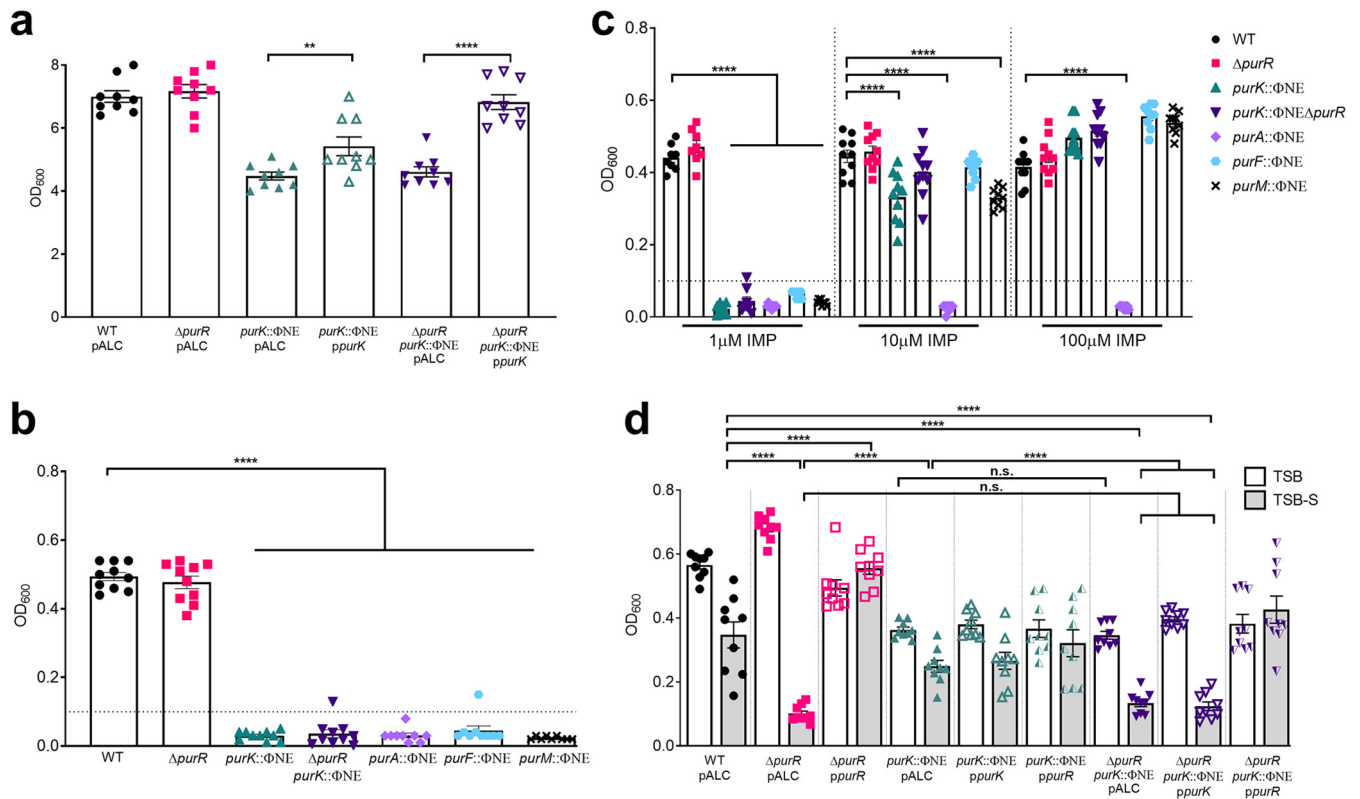 a
OD600
8
6
4
2
0
**
****
WT
pALC
ΔpurR
pALC
purK::ΦNE
pALC
purK::ΦNE
ppurK
ΔpurR
purK::ΦNE
pALC
ΔpurR
purK::ΦNE
ppurK
b
OD600
0.8
0.6
0.4
0.2
0.0
****
WT
ΔpurR
purK::ΦNE
ΔpurR
purK::ΦNE
purA::ΦNE
purF::ΦNE
purM::ΦNE
c
OD600
0.8
0.6
0.4
0.2
0.0
****
****
****
****
****
1μM IMP
10μM IMP
100μM IMP
WT
ΔpurR
purK::ΦNE
purK::ΦNEΔpurR
purA::ΦNE
purF::ΦNE
purM::ΦNE
d
OD600
0.8
0.6
0.4
0.2
0.0
****
****
****
****
****
****
n.s.
n.s.
TSB
TSB-S
WT
pALC
ΔpurR
pALC
ΔpurR
ppurR
purK::ΦNE
pALC
purK::ΦNE
ppurK
purK::ΦNE
ppurR
ΔpurR
purK::ΦNE
pALC
ΔpurR
purK::ΦNE
ppurK
ΔpurR
purK::ΦNE
ppurR